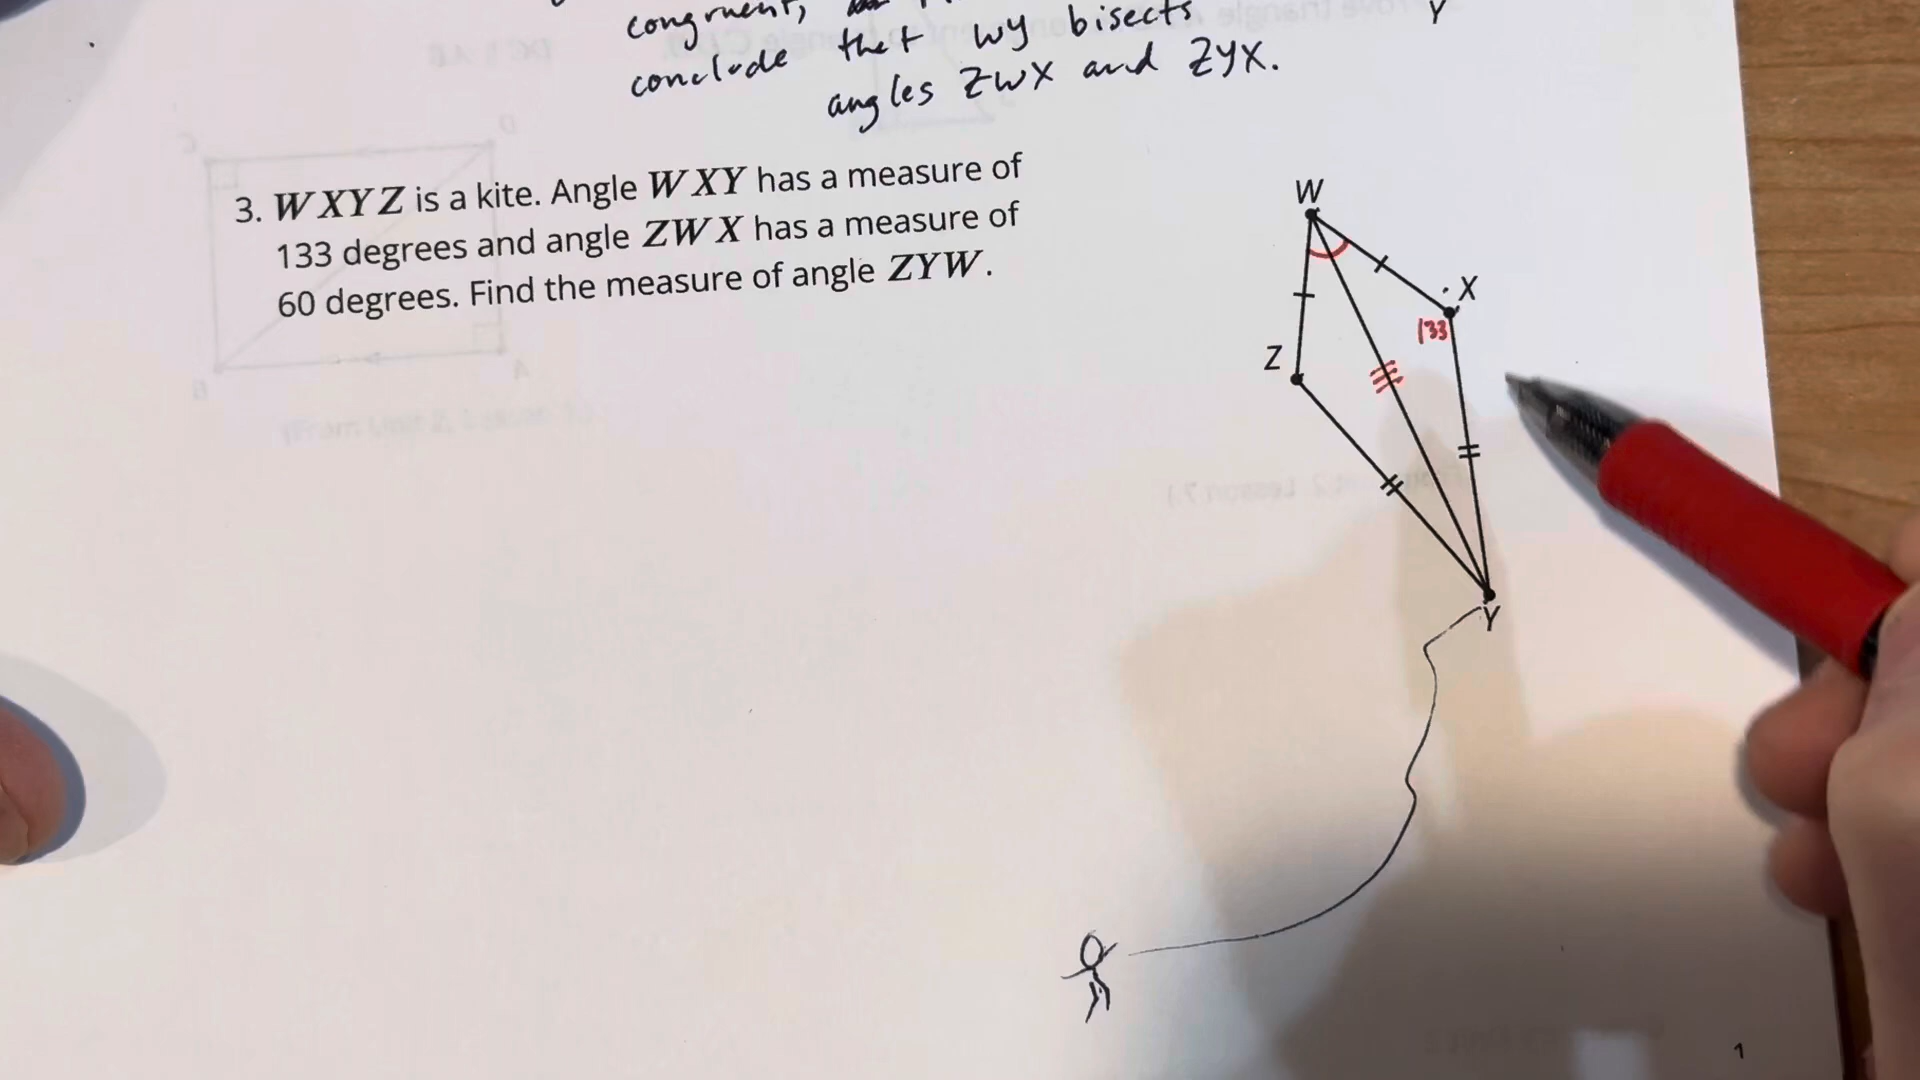 congruent,
conclude that wy bisects
angles ZWX and ZYX.
Y
3. WXYZ is a kite. Angle WXY has a measure of
133 degrees and angle ZWX has a measure of
60 degrees. Find the measure of angle ZYW.
W
X
133
Z
Y
1